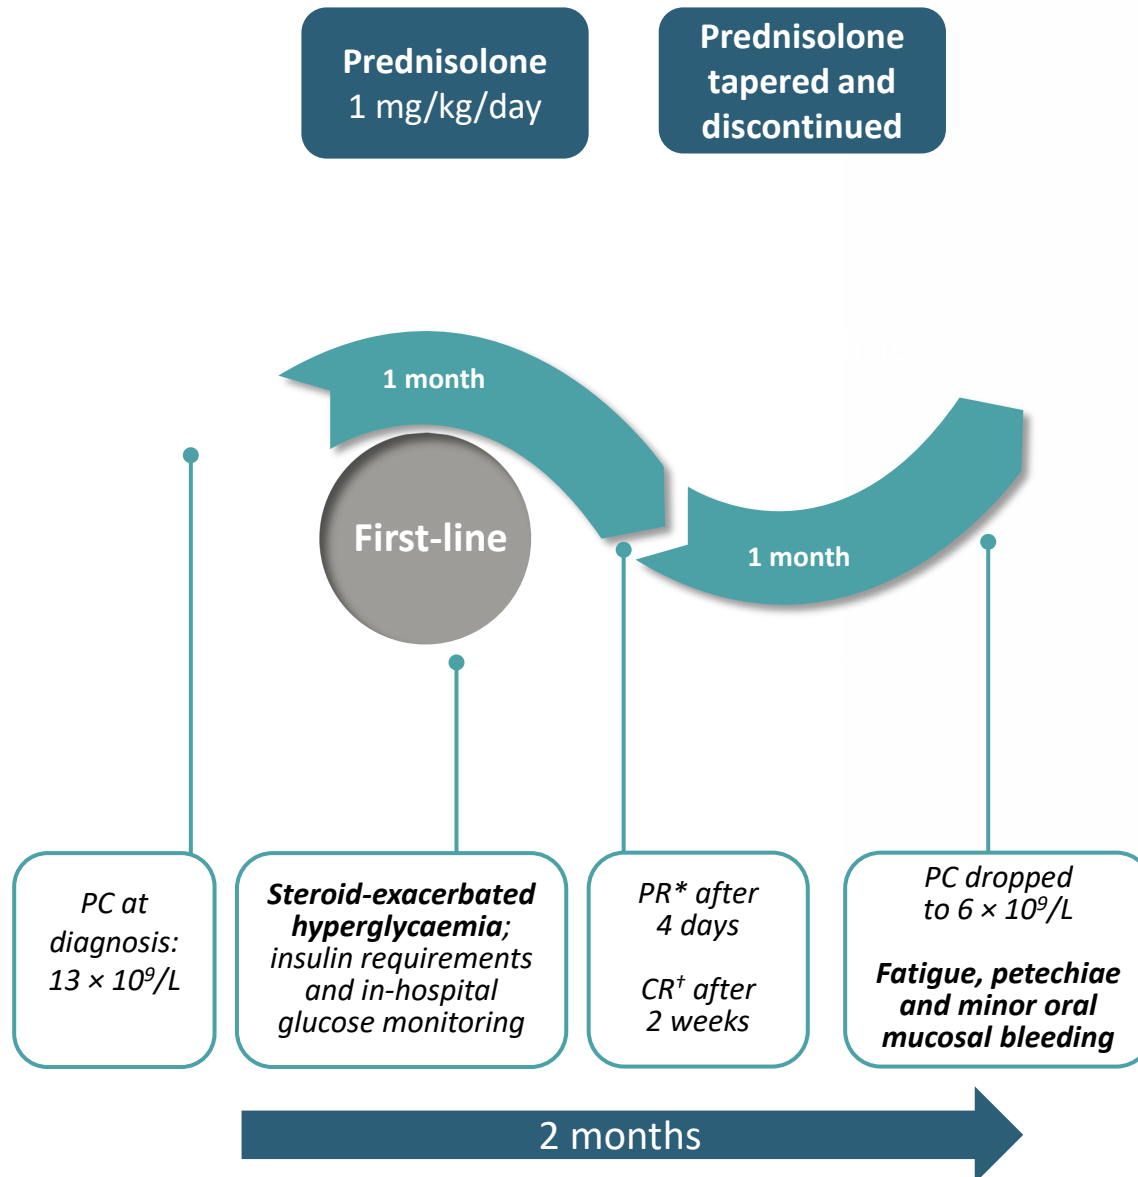 Prednisolone
1 mg/kg/day
Prednisolone
tapered and
discontinued
1 month
First-line
1 month
PC at
diagnosis:
13 × 10⁹/L
Steroid-exacerbated
hyperglycaemia;
insulin requirements
and in-hospital
glucose monitoring
PR* after
4 days
CR† after
2 weeks
PC dropped
to 6 × 10⁹/L
Fatigue, petechiae
and minor oral
mucosal bleeding
2 months